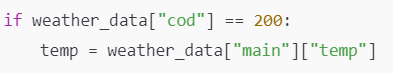 if weather_data["cod"] == 200:
    temp = weather_data["main"]["temp"]